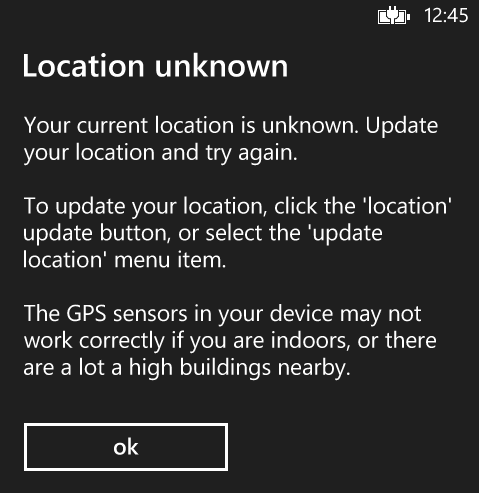 12:45
Location unknown
Your current location is unknown. Update
your location and try again.
To update your location, click the 'location'
update button, or select the 'update
location' menu item.
The GPS sensors in your device may not
work correctly if you are indoors, or there
are a lot a high buildings nearby.
ok